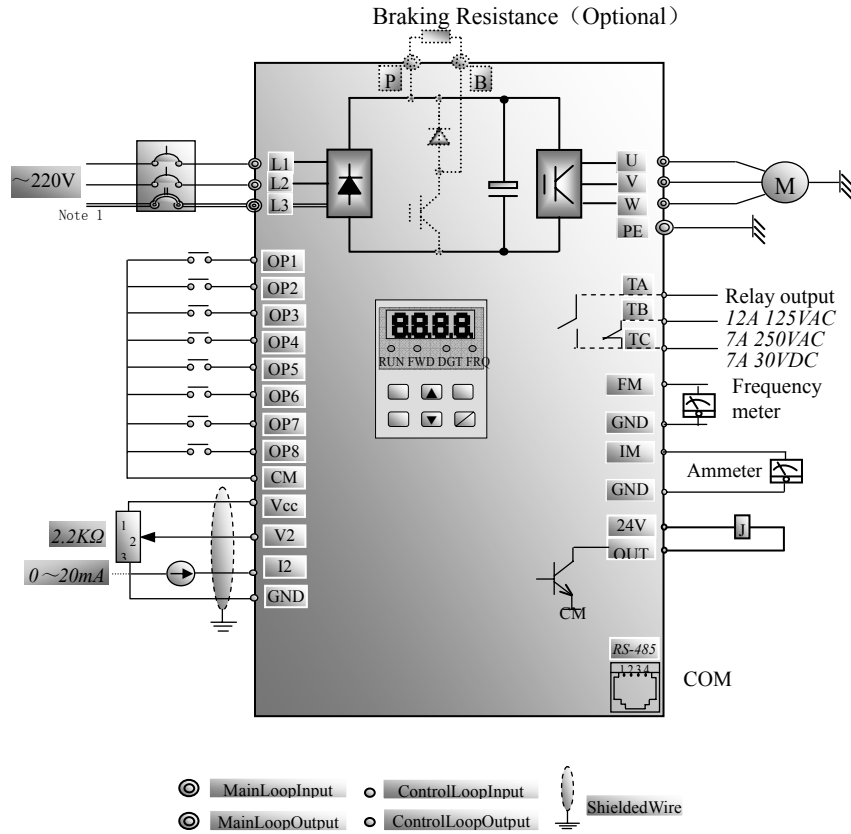 Braking Resistance（Optional）
P B
～220V
Note 1
L1
L2
L3
U
V
W
PE
M
OP1
OP2
OP3
OP4
OP5
OP6
OP7
OP8
CM
Vcc
V2
I2
GND
1
2
3
2.2KΩ
0～20mA
8.8.8.8.
RUN FWD DGT FRQ
TA
TB
TC
Relay output
12A 125VAC
7A 250VAC
7A 30VDC
FM
GND
Frequency
meter
IM
GND
Ammeter
24V
OUT
J
CM
RS-485
1234
COM
MainLoopInput
ControlLoopInput
MainLoopOutput
ControlLoopOutput
ShieldedWire